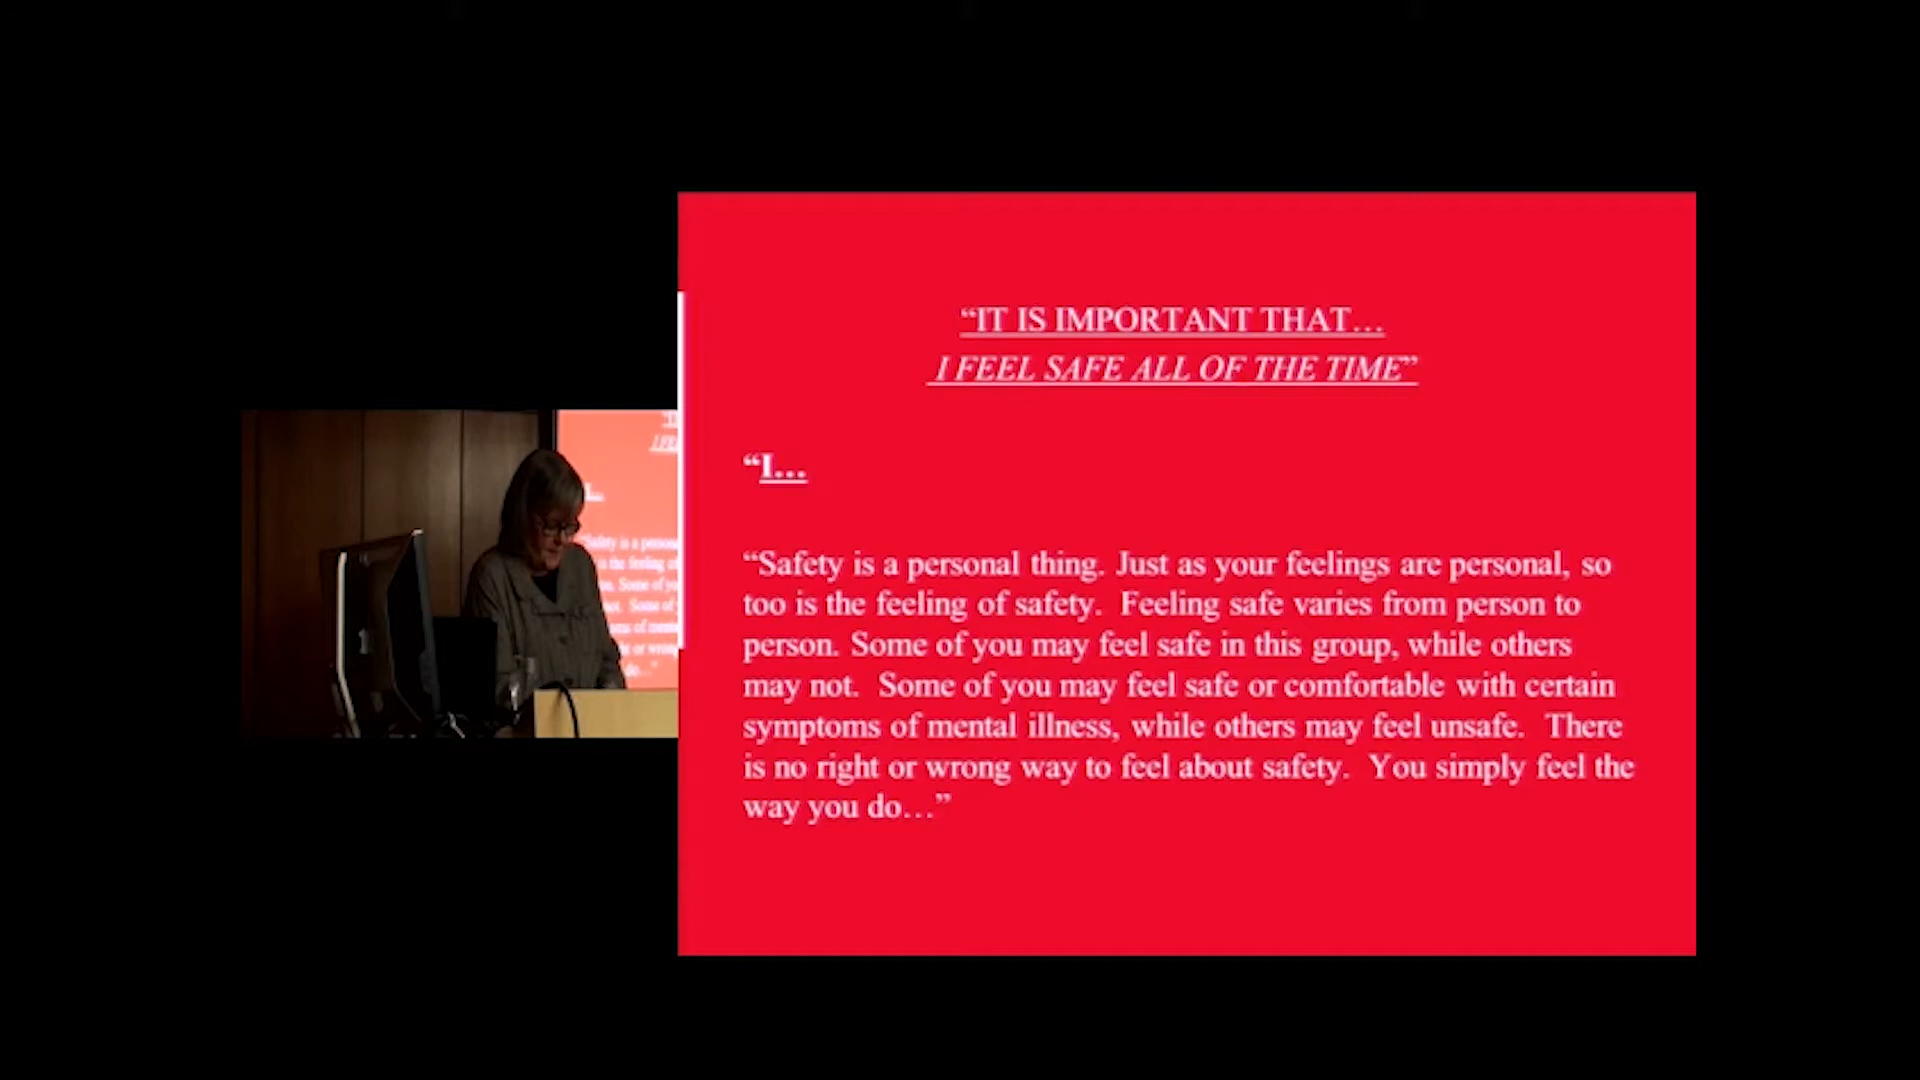 “IT IS IMPORTANT THAT…
I FEEL SAFE ALL OF THE TIME”
“I…
“Safety is a personal thing. Just as your feelings are personal, so
too is the feeling of safety.  Feeling safe varies from person to
person. Some of you may feel safe in this group, while others
may not.  Some of you may feel safe or comfortable with certain
symptoms of mental illness, while others may feel unsafe.  There
is no right or wrong way to feel about safety.  You simply feel the
way you do…”